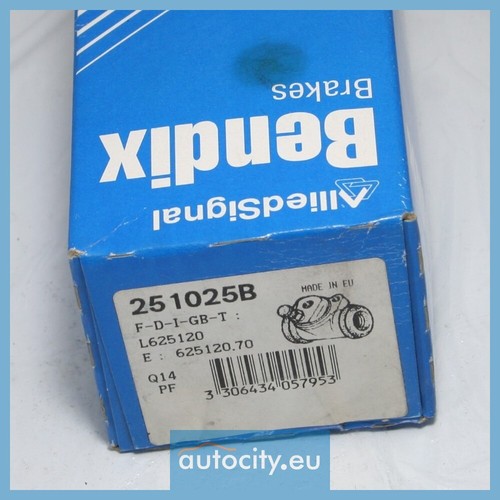 Brakes
Bendix
AlliedSignal
251025B
MADE IN EU
F-D-I-GB-T :
L625120
E : 625120.70
Q14
PF
3 306434 057953
autocity.eu